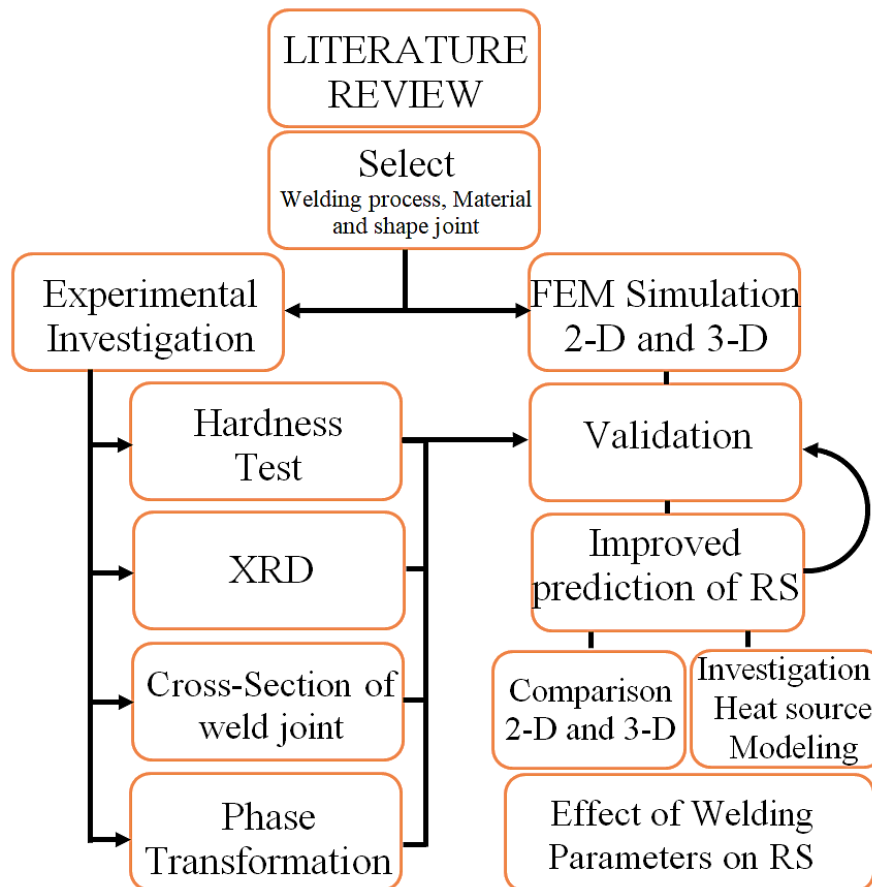 LITERATURE
REVIEW
Select
Welding process, Material
and shape joint
Experimental
Investigation
FEM Simulation
2-D and 3-D
Hardness
Test
Validation
XRD
Improved
prediction of RS
Cross-Section of
weld joint
Comparison
2-D and 3-D
Investigation
Heat source
Modeling
Phase
Transformation
Effect of Welding
Parameters on RS